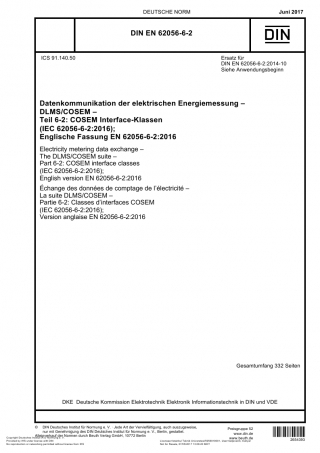 DEUTSCHE NORM
Juni 2017
DIN EN 62056-6-2
DIN
ICS 91.140.50
Ersatz für
DIN EN 62056-6-2:2014-10
Siehe Anwendungsbeginn
Datenkommunikation der elektrischen Energiemessung –
DLMS/COSEM –
Teil 6-2: COSEM Interface-Klassen
(IEC 62056-6-2:2016);
Englische Fassung EN 62056-6-2:2016
Electricity metering data exchange –
The DLMS/COSEM suite –
Part 6-2: COSEM interface classes
(IEC 62056-6-2:2016);
English version EN 62056-6-2:2016
Échange des données de comptage de l'électricité –
La suite DLMS/COSEM –
Partie 6-2: Classes d'interfaces COSEM
(IEC 62056-6-2:2016);
Version anglaise EN 62056-6-2:2016
Gesamtumfang 332 Seiten
DKE Deutsche Kommission Elektrotechnik Elektronik Informationstechnik in DIN und VDE
© DIN Deutsches Institut für Normung e. V. Jede Art der Vervielfältigung, auch auszugsweise,
nur mit Genehmigung des DIN Deutsches Institut für Normung e. V., Berlin, gestattet.
Alleinverkauf der Normen durch Beuth Verlag GmbH, 10772 Berlin
Preisgruppe 52
www.din.de
www.beuth.de